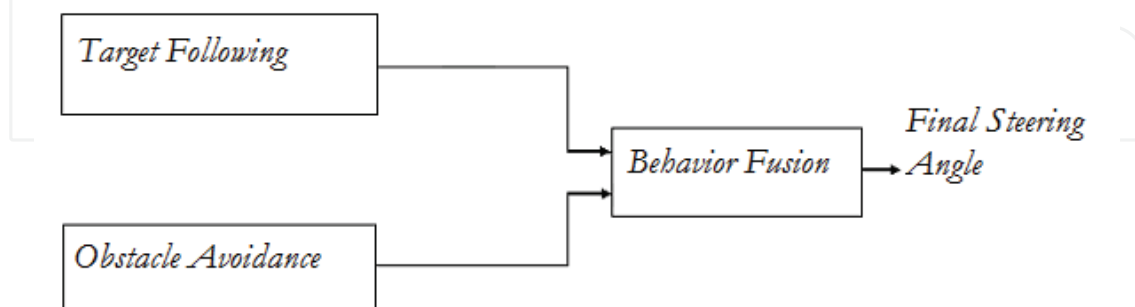 Target Following
Final Steering
Angle
Behavior Fusion
Obstacle Avoidance